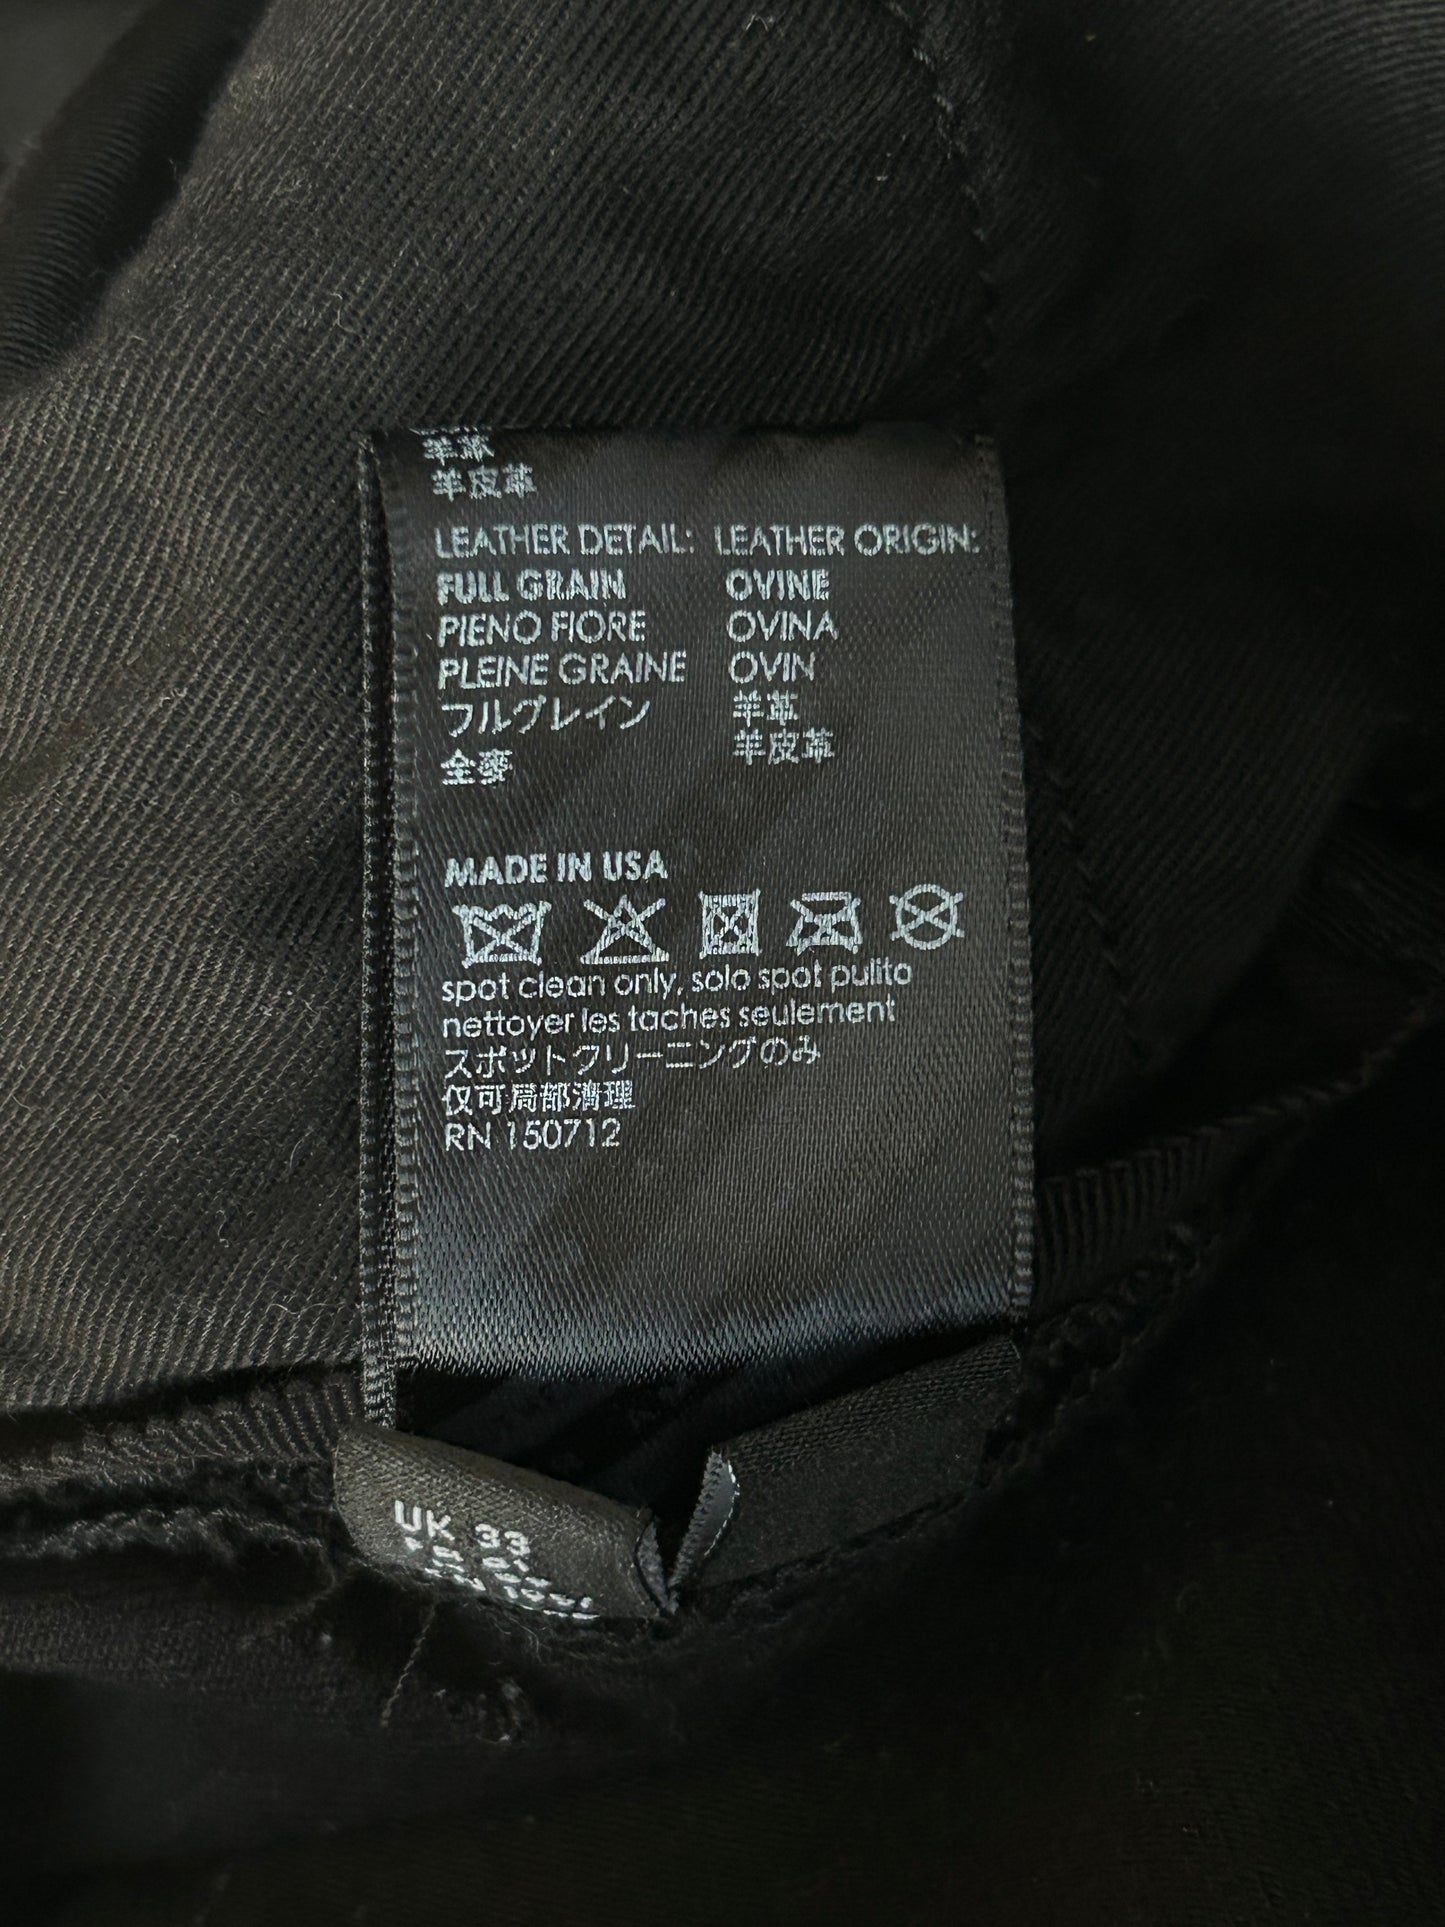 羊革
羊皮革
LEATHER DETAIL: LEATHER ORIGIN:
FULL GRAIN OVINE
PIENO FIORE OVINA
PLEINE GRAINE OVIN
フルグレイン 羊革
全麥 羊皮革
MADE IN USA
spot clean only, solo spot pulito
nettoyer les taches seulement
スポットクリーニングのみ
仅可局部清理
RN 150712
UK 33